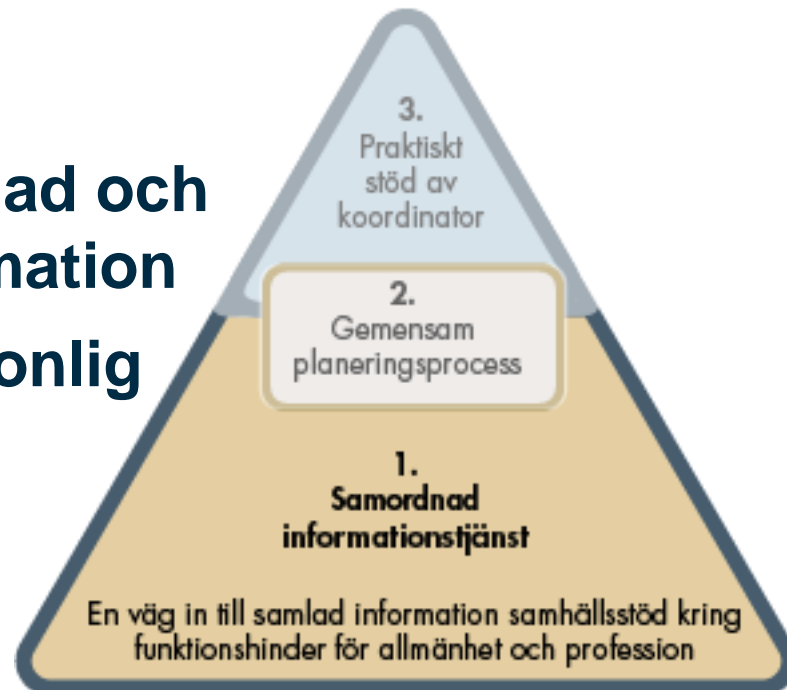 ad och
mation
onlig
3.
Praktiskt
stöd av
koordinator
2.
Gemensam
planeringsprocess
1.
Samordnad
informationstjänst
En väg in till samlad information samhällsstöd kring
funktionshinder för allmänhet och profession